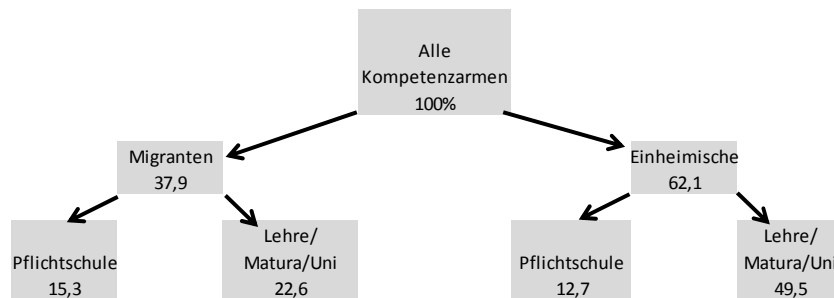 Alle
Kompetenzarmen
100%
Migranten
37,9
Einheimische
62,1
Pflichtschule
15,3
Lehre/
Matura/Uni
22,6
Pflichtschule
12,7
Lehre/
Matura/Uni
49,5